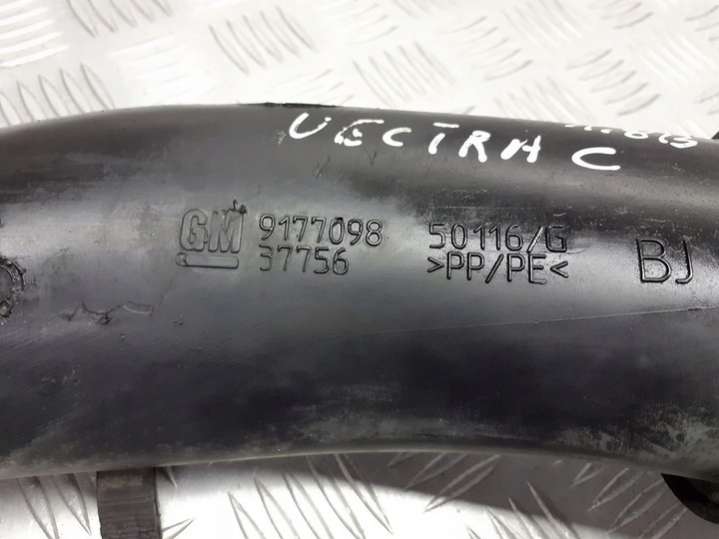 VECTRA C
GM 9177098 50116/G
37756 >PP/PE< BJ